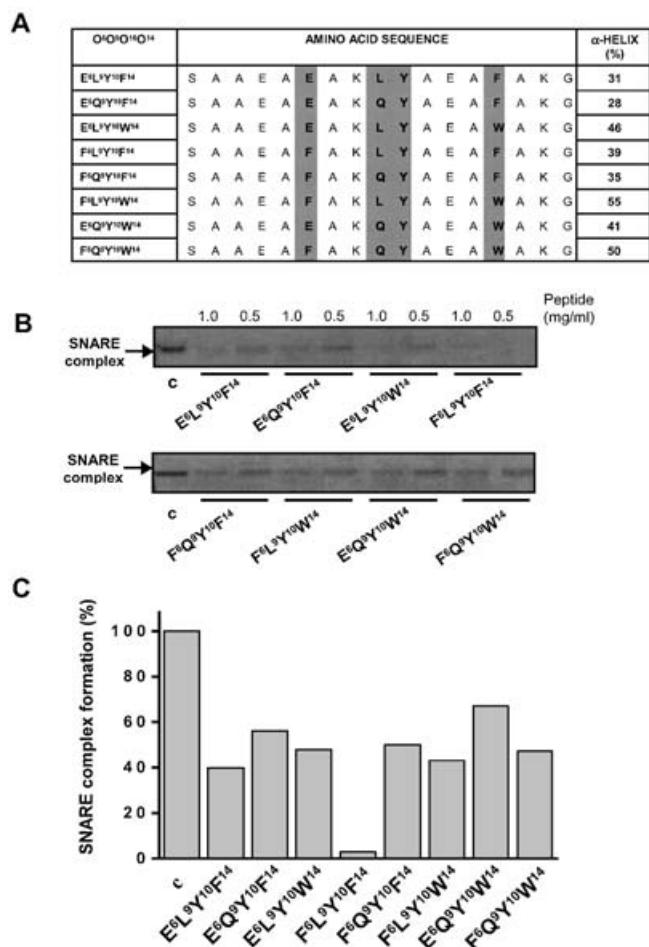 A
O⁶O⁹O¹⁰O¹⁴ AMINO ACID SEQUENCE α-HELIX (%)
E⁶L⁹Y¹⁰F¹⁴ S A A E A E A K L Y A E A F A K G 31
E⁶Q⁹Y¹⁰F¹⁴ S A A E A E A K Q Y A E A F A K G 28
E⁶L⁹Y¹⁰W¹⁴ S A A E A E A K L Y A E A W A K G 46
F⁶L⁹Y¹⁰F¹⁴ S A A E A F A K L Y A E A F A K G 39
F⁶Q⁹Y¹⁰F¹⁴ S A A E A F A K Q Y A E A F A K G 35
F⁶L⁹Y¹⁰W¹⁴ S A A E A F A K L Y A E A W A K G 55
E⁶Q⁹Y¹⁰W¹⁴ S A A E A E A K Q Y A E A W A K G 41
F⁶Q⁹Y¹⁰W¹⁴ S A A E A F A K Q Y A E A W A K G 50
B
1.0 0.5 1.0 0.5 1.0 0.5 1.0 0.5 Peptide
(mg/ml)
SNARE
complex
c E⁶L⁹Y¹⁰F¹⁴ E⁶Q⁹Y¹⁰F¹⁴ E⁶L⁹Y¹⁰W¹⁴ F⁶L⁹Y¹⁰F¹⁴
SNARE
complex
c F⁶Q⁹Y¹⁰F¹⁴ F⁶L⁹Y¹⁰W¹⁴ E⁶Q⁹Y¹⁰W¹⁴ F⁶Q⁹Y¹⁰W¹⁴
C
SNARE complex formation (%)
100
80
60
40
20
0
c E⁶L⁹Y¹⁰F¹⁴ E⁶Q⁹Y¹⁰F¹⁴ E⁶L⁹Y¹⁰W¹⁴ F⁶L⁹Y¹⁰F¹⁴ F⁶Q⁹Y¹⁰F¹⁴ F⁶L⁹Y¹⁰W¹⁴ E⁶Q⁹Y¹⁰W¹⁴ F⁶Q⁹Y¹⁰W¹⁴